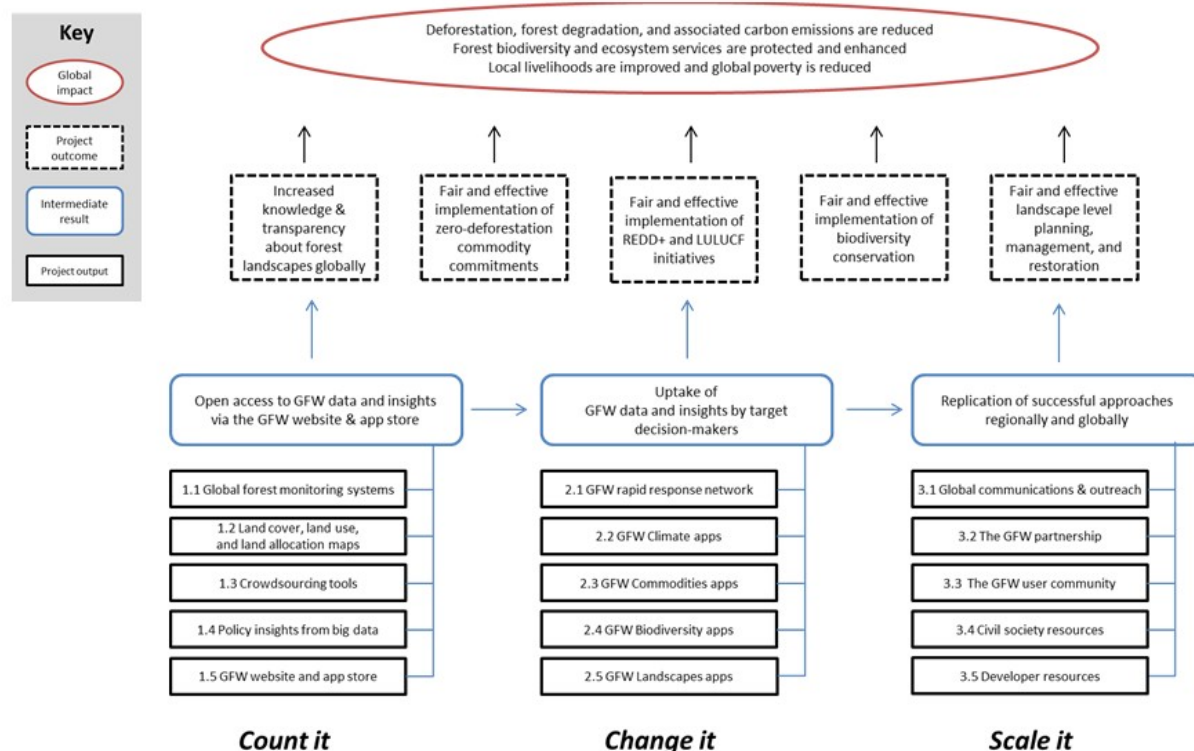 Key
Global
impact
Project
outcome
Intermediate
result
Project output
Deforestation, forest degradation, and associated carbon emissions are reduced
Forest biodiversity and ecosystem services are protected and enhanced
Local livelihoods are improved and global poverty is reduced
Increased
knowledge &
transparency
about forest
landscapes globally
Fair and effective
implementation of
zero-deforestation
commodity
commitments
Fair and effective
implementation of
REDD+ and LULUCF
initiatives
Fair and effective
implementation of
biodiversity
conservation
Fair and effective
landscape level
planning,
management, and
restoration
Open access to GFW data and insights
via the GFW website & app store
Uptake of
GFW data and insights by target
decision-makers
Replication of successful approaches
regionally and globally
1.1 Global forest monitoring systems
1.2 Land cover, land use,
and land allocation maps
1.3 Crowdsourcing tools
1.4 Policy insights from big data
1.5 GFW website and app store
2.1 GFW rapid response network
2.2 GFW Climate apps
2.3 GFW Commodities apps
2.4 GFW Biodiversity apps
2.5 GFW Landscapes apps
3.1 Global communications & outreach
3.2 The GFW partnership
3.3 The GFW user community
3.4 Civil society resources
3.5 Developer resources
Count it
Change it
Scale it